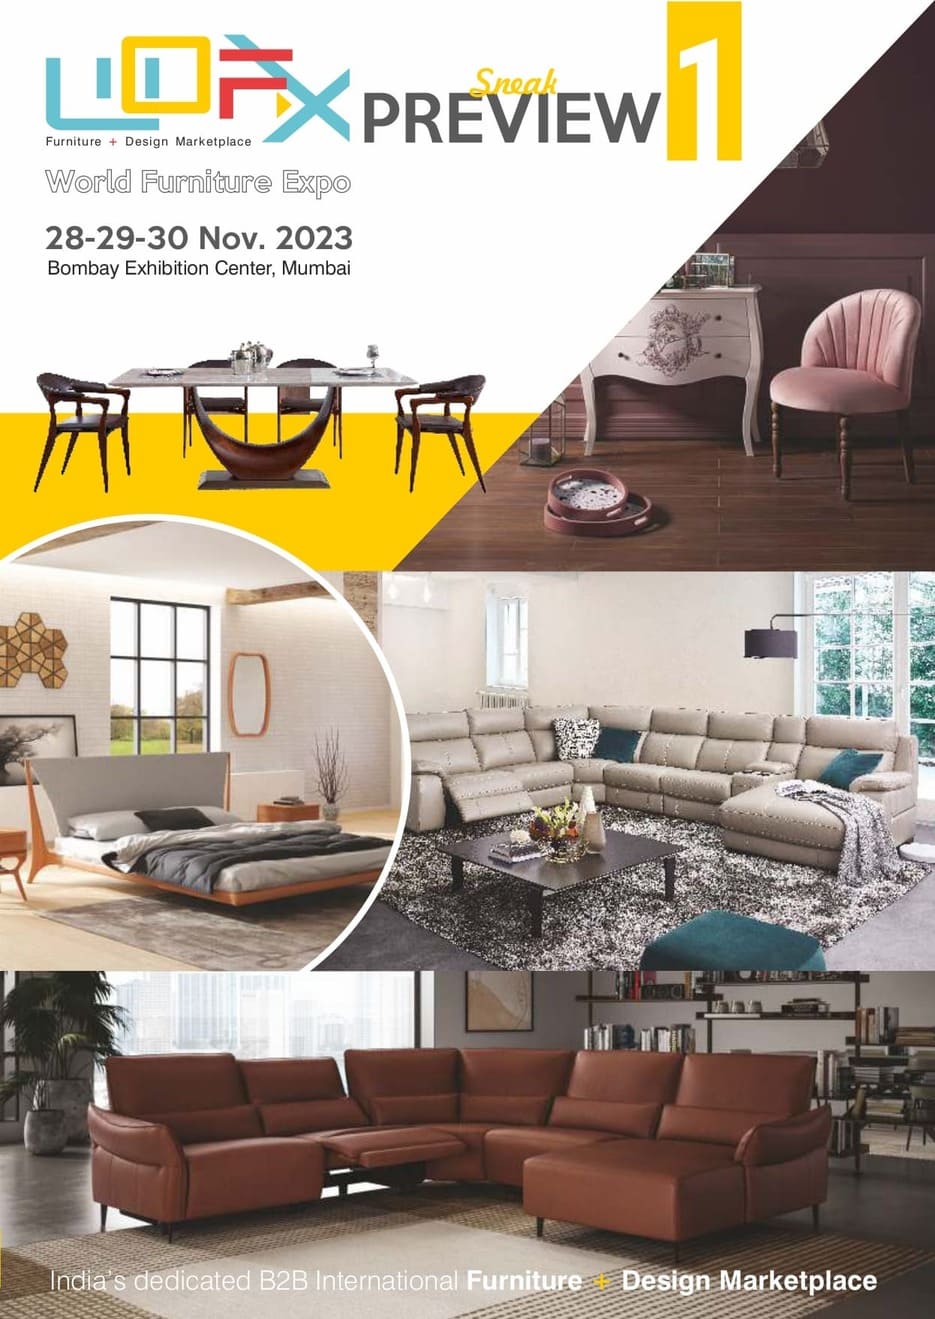 WOFX
Sneak
PREVIEW 1
Furniture + Design Marketplace
World Furniture Expo
28-29-30 Nov. 2023
Bombay Exhibition Center, Mumbai
India's dedicated B2B International Furniture + Design Marketplace